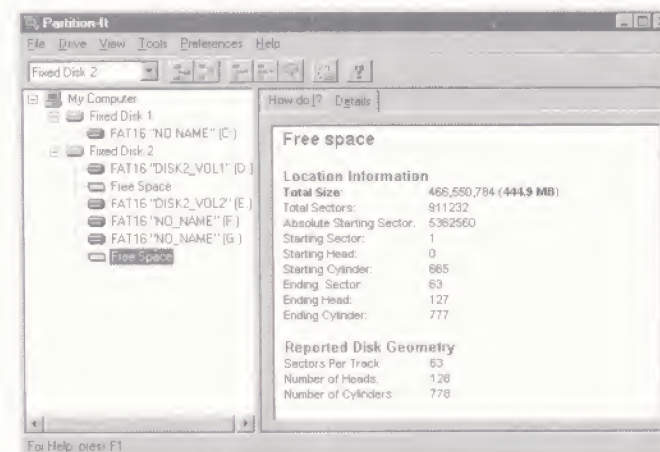 Partition-It
File Drive View Tools Preferences Help
Fixed Disk 2
My Computer
Fixed Disk 1
FAT16 "NO NAME" (C:)
Fixed Disk 2
FAT16 "DISK2_VOL1" (D:)
Free Space
FAT16 "DISK2_VOL2" (E:)
FAT16 "NO_NAME" (F:)
FAT16 "NO_NAME" (G:)
Free Space
How do I? Details
Free space
Location Information
Total Size: 466,550,784 (444.9 MB)
Total Sectors: 911232
Absolute Starting Sector: 5362560
Starting Sector: 1
Starting Head: 0
Starting Cylinder: 665
Ending Sector 63
Ending Head: 127
Ending Cylinder: 777
Reported Disk Geometry
Sectors Per Track 63
Number of Heads. 128
Number of Cylinders 778
For Help, press F1